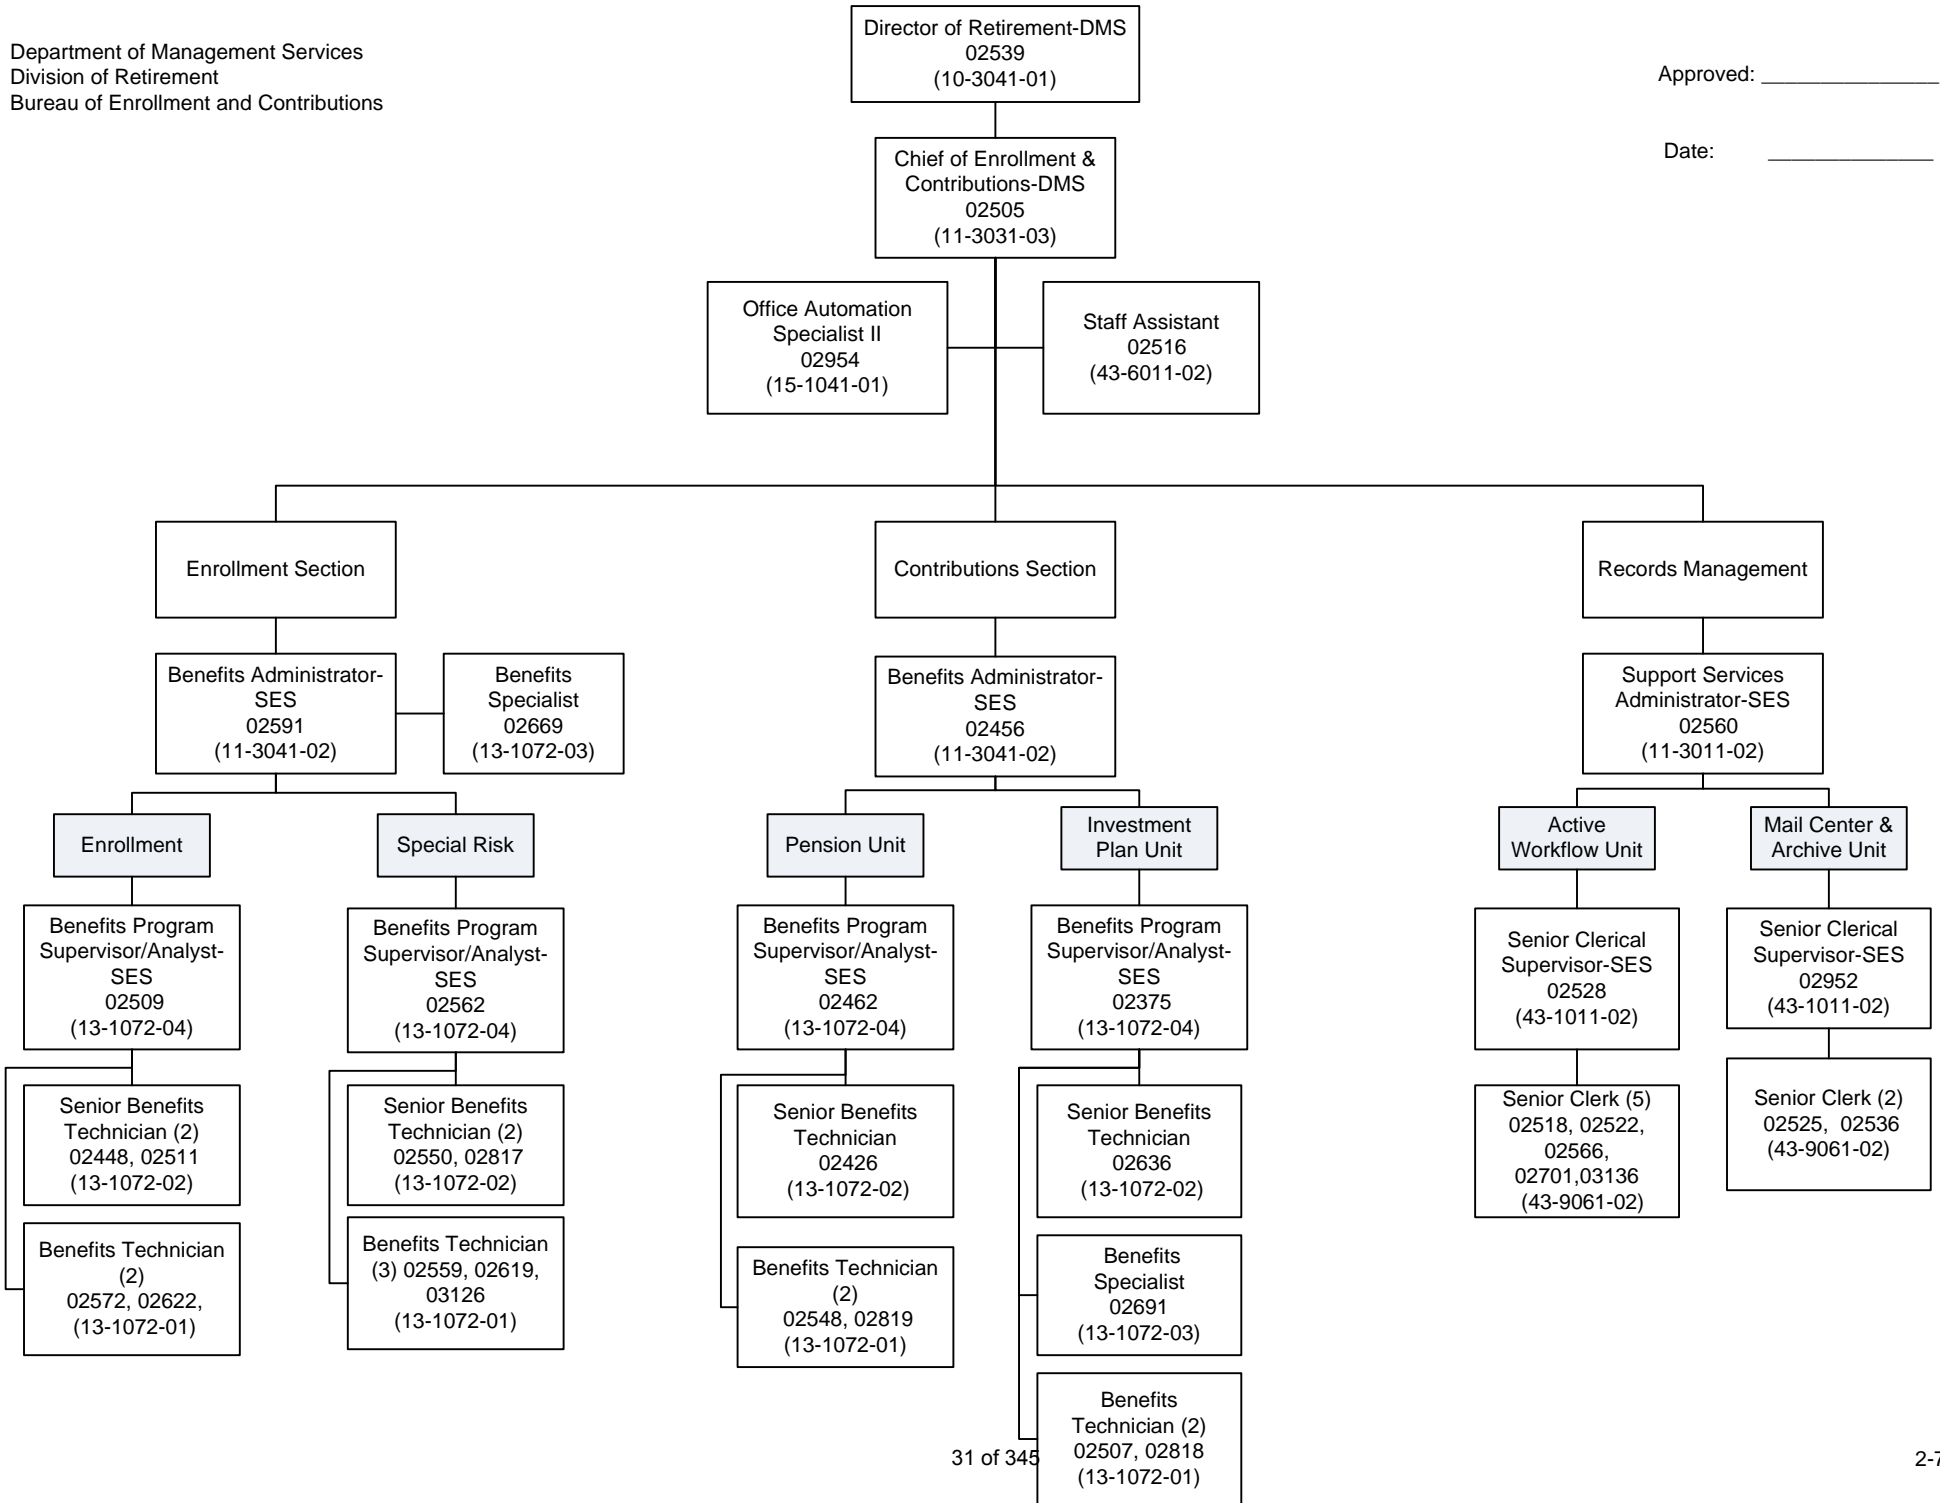 Department of Management Services
Division of Retirement
Bureau of Enrollment and Contributions
Director of Retirement-DMS
02539
(10-3041-01)
Approved: _______________
Date: ______________
Chief of Enrollment &
Contributions-DMS
02505
(11-3031-03)
Office Automation
Specialist II
02954
(15-1041-01)
Staff Assistant
02516
(43-6011-02)
Enrollment Section
Contributions Section
Records Management
Benefits Administrator-
SES
02591
(11-3041-02)
Benefits
Specialist
02669
(13-1072-03)
Benefits Administrator-
SES
02456
(11-3041-02)
Support Services
Administrator-SES
02560
(11-3011-02)
Enrollment
Special Risk
Pension Unit
Investment
Plan Unit
Active
Workflow Unit
Mail Center &
Archive Unit
Benefits Program
Supervisor/Analyst-
SES
02509
(13-1072-04)
Benefits Program
Supervisor/Analyst-
SES
02562
(13-1072-04)
Benefits Program
Supervisor/Analyst-
SES
02462
(13-1072-04)
Benefits Program
Supervisor/Analyst-
SES
02375
(13-1072-04)
Senior Clerical
Supervisor-SES
02528
(43-1011-02)
Senior Clerical
Supervisor-SES
02952
(43-1011-02)
Senior Benefits
Technician (2)
02448, 02511
(13-1072-02)
Senior Benefits
Technician (2)
02550, 02817
(13-1072-02)
Senior Benefits
Technician
02426
(13-1072-02)
Senior Benefits
Technician
02636
(13-1072-02)
Senior Clerk (5)
02518, 02522,
02566,
02701,03136
(43-9061-02)
Senior Clerk (2)
02525, 02536
(43-9061-02)
Benefits Technician
(2)
02572, 02622,
(13-1072-01)
Benefits Technician
(3) 02559, 02619,
03126
(13-1072-01)
Benefits Technician
(2)
02548, 02819
(13-1072-01)
Benefits
Specialist
02691
(13-1072-03)
Benefits
Technician (2)
02507, 02818
(13-1072-01)
31 of 345
2-7